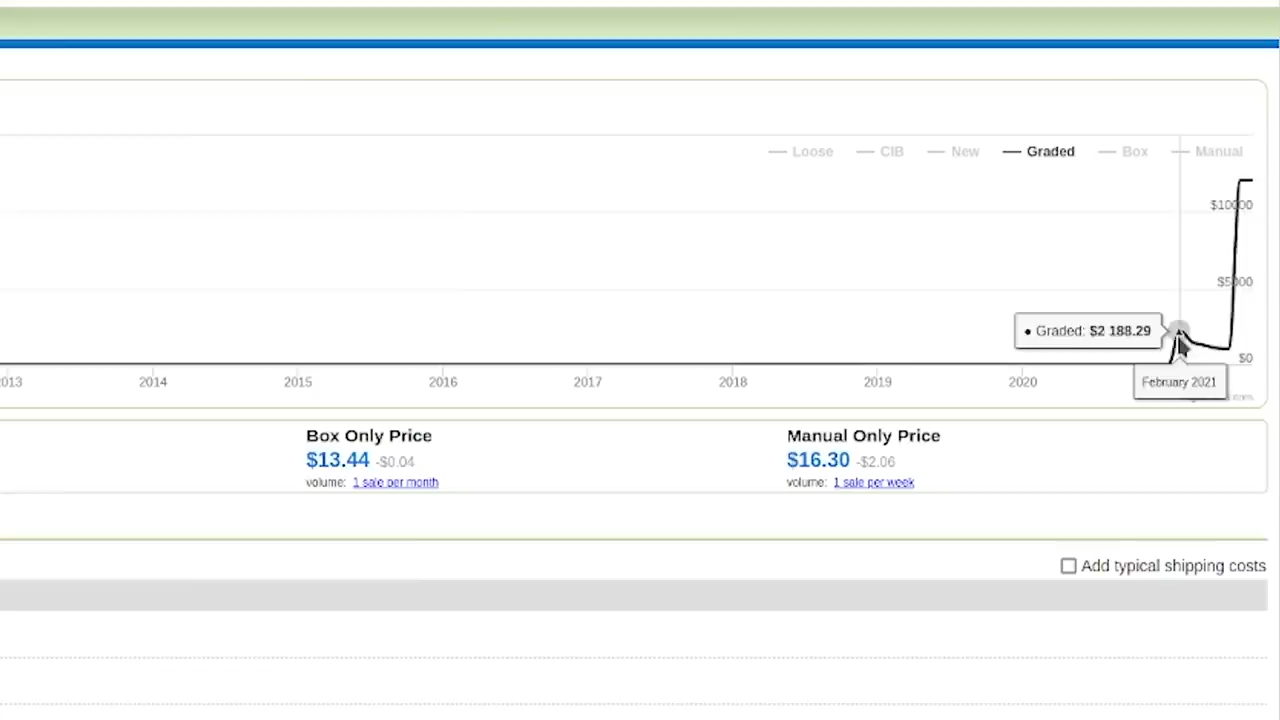 Loose CIB New Graded Box Manual
$10000
$5000
Graded: $2 188.29
$0
2013 2014 2015 2016 2017 2018 2019 2020 February 2021
Box Only Price Manual Only Price
$13.44 -$0.04 $16.30 -$2.06
volume: 1 sale per month volume: 1 sale per week
Add typical shipping costs